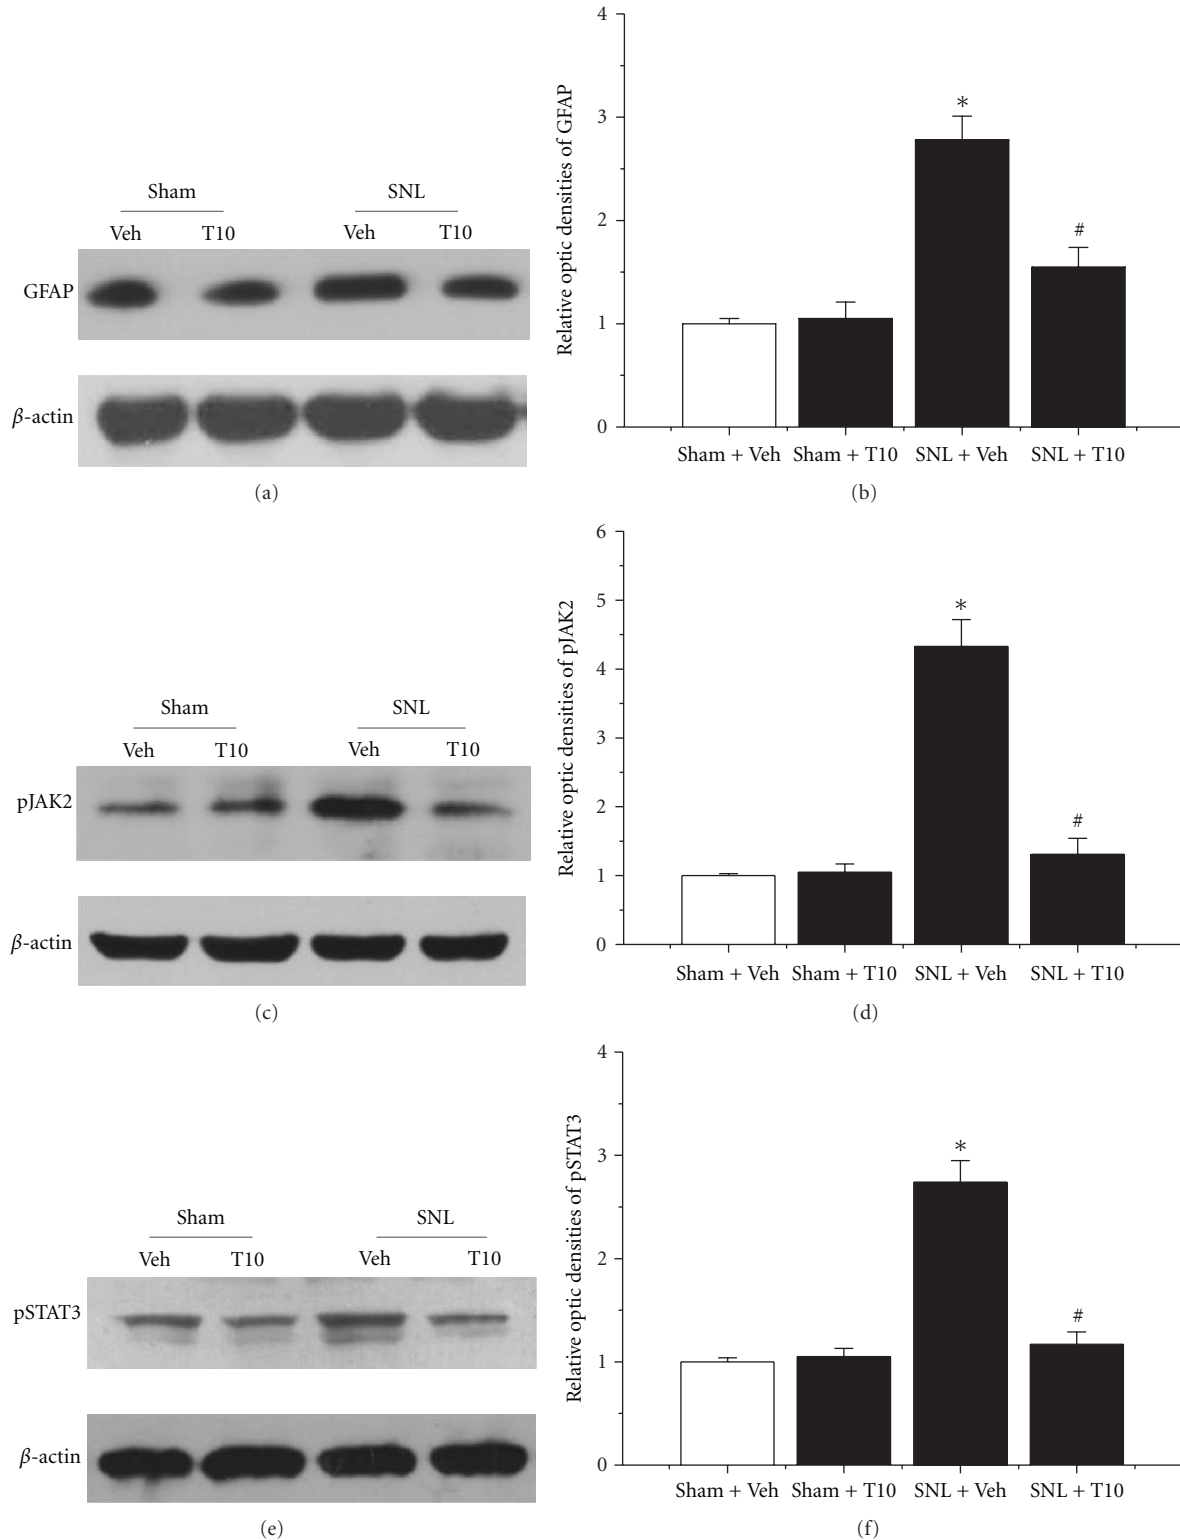 Sham SNL
Veh T10 Veh T10
GFAP
β-actin
(a)
Relative optic densities of GFAP
4
3
2
1
0
*
#
Sham + Veh Sham + T10 SNL + Veh SNL + T10
(b)
Sham SNL
Veh T10 Veh T10
pJAK2
β-actin
(c)
Relative optic densities of pJAK2
6
5
4
3
2
1
0
*
#
Sham + Veh Sham + T10 SNL + Veh SNL + T10
(d)
Sham SNL
Veh T10 Veh T10
pSTAT3
β-actin
(e)
Relative optic densities of pSTAT3
4
3
2
1
0
*
#
Sham + Veh Sham + T10 SNL + Veh SNL + T10
(f)